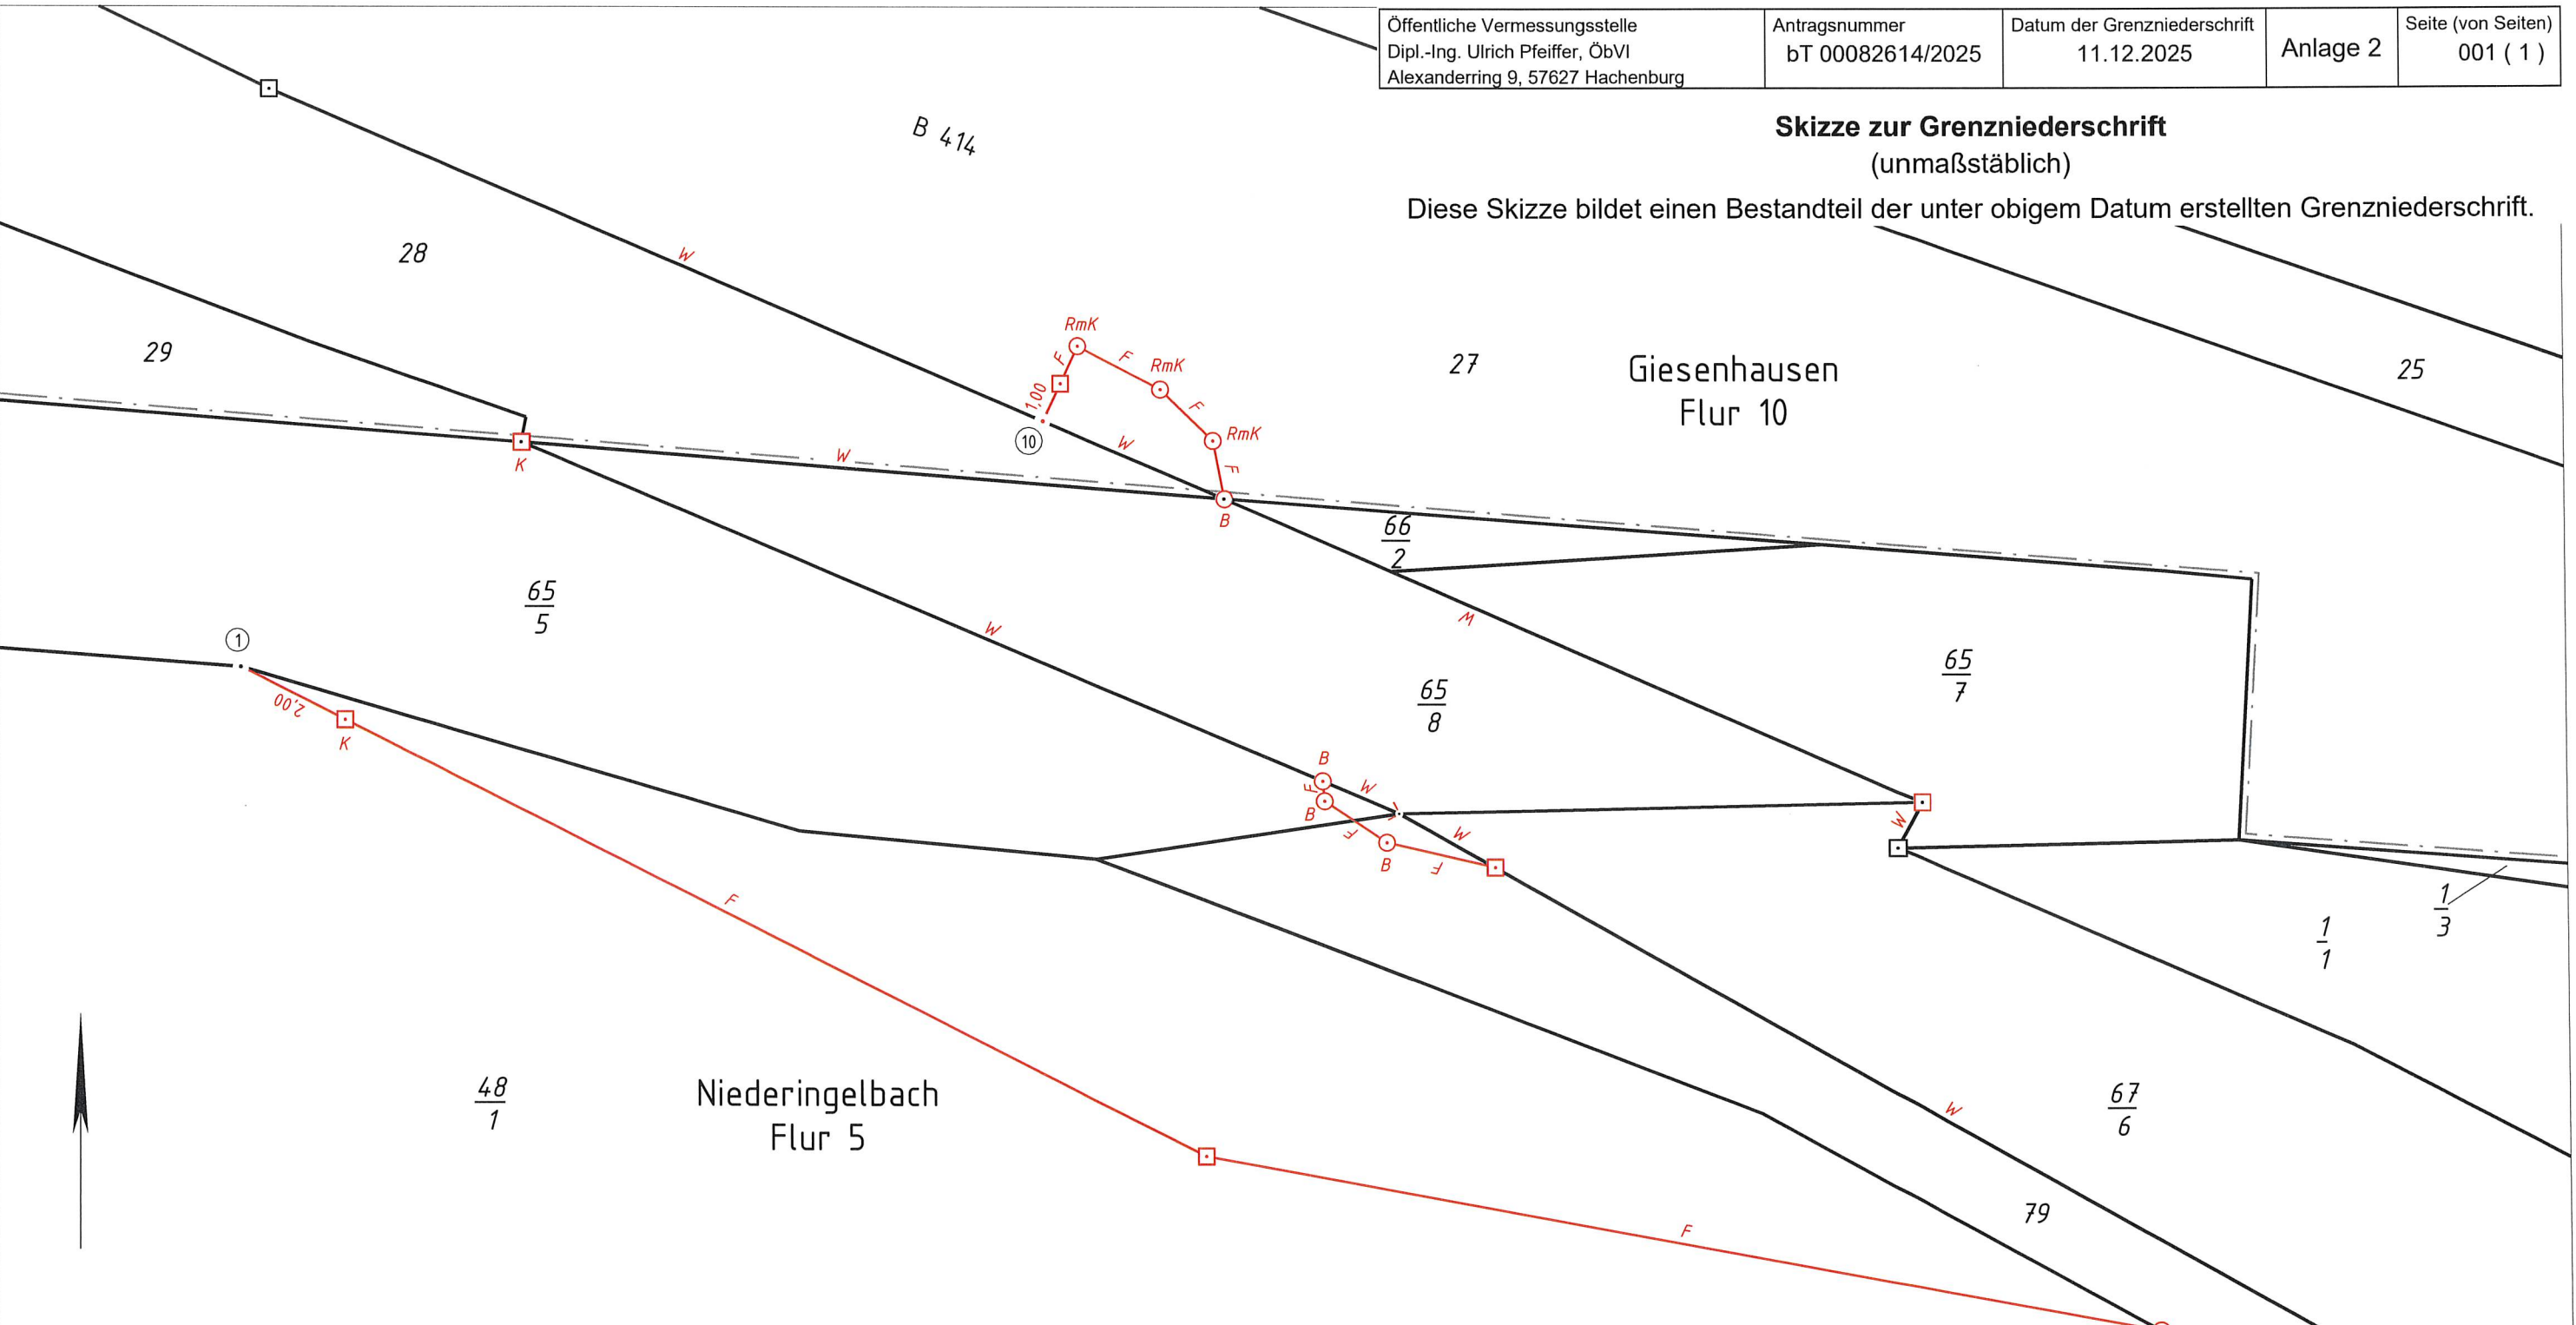 Öffentliche Vermessungsstelle
Dipl.-Ing. Ulrich Pfeiffer, ÖbVI
Alexanderring 9, 57627 Hachenburg
Antragsnummer
bT 00082614/2025
Datum der Grenzniederschrift
11.12.2025
Anlage 2
Seite (von Seiten)
001 ( 1 )
Skizze zur Grenzniederschrift
(unmaßstäblich)
Diese Skizze bildet einen Bestandteil der unter obigem Datum erstellten Grenzniederschrift.
B 414
28
W
29
RmK
F
F
RmK
1,00
F
RmK
27
Giesenhausen
Flur 10
25
10
W
F
K
W
B
66
2
65
5
W
W
1
2,00
K
65
8
65
7
B
F
W
B
F
W
B
F
W
F
1
3
1
1
48
1
Niederingelbach
Flur 5
W
67
6
79
F